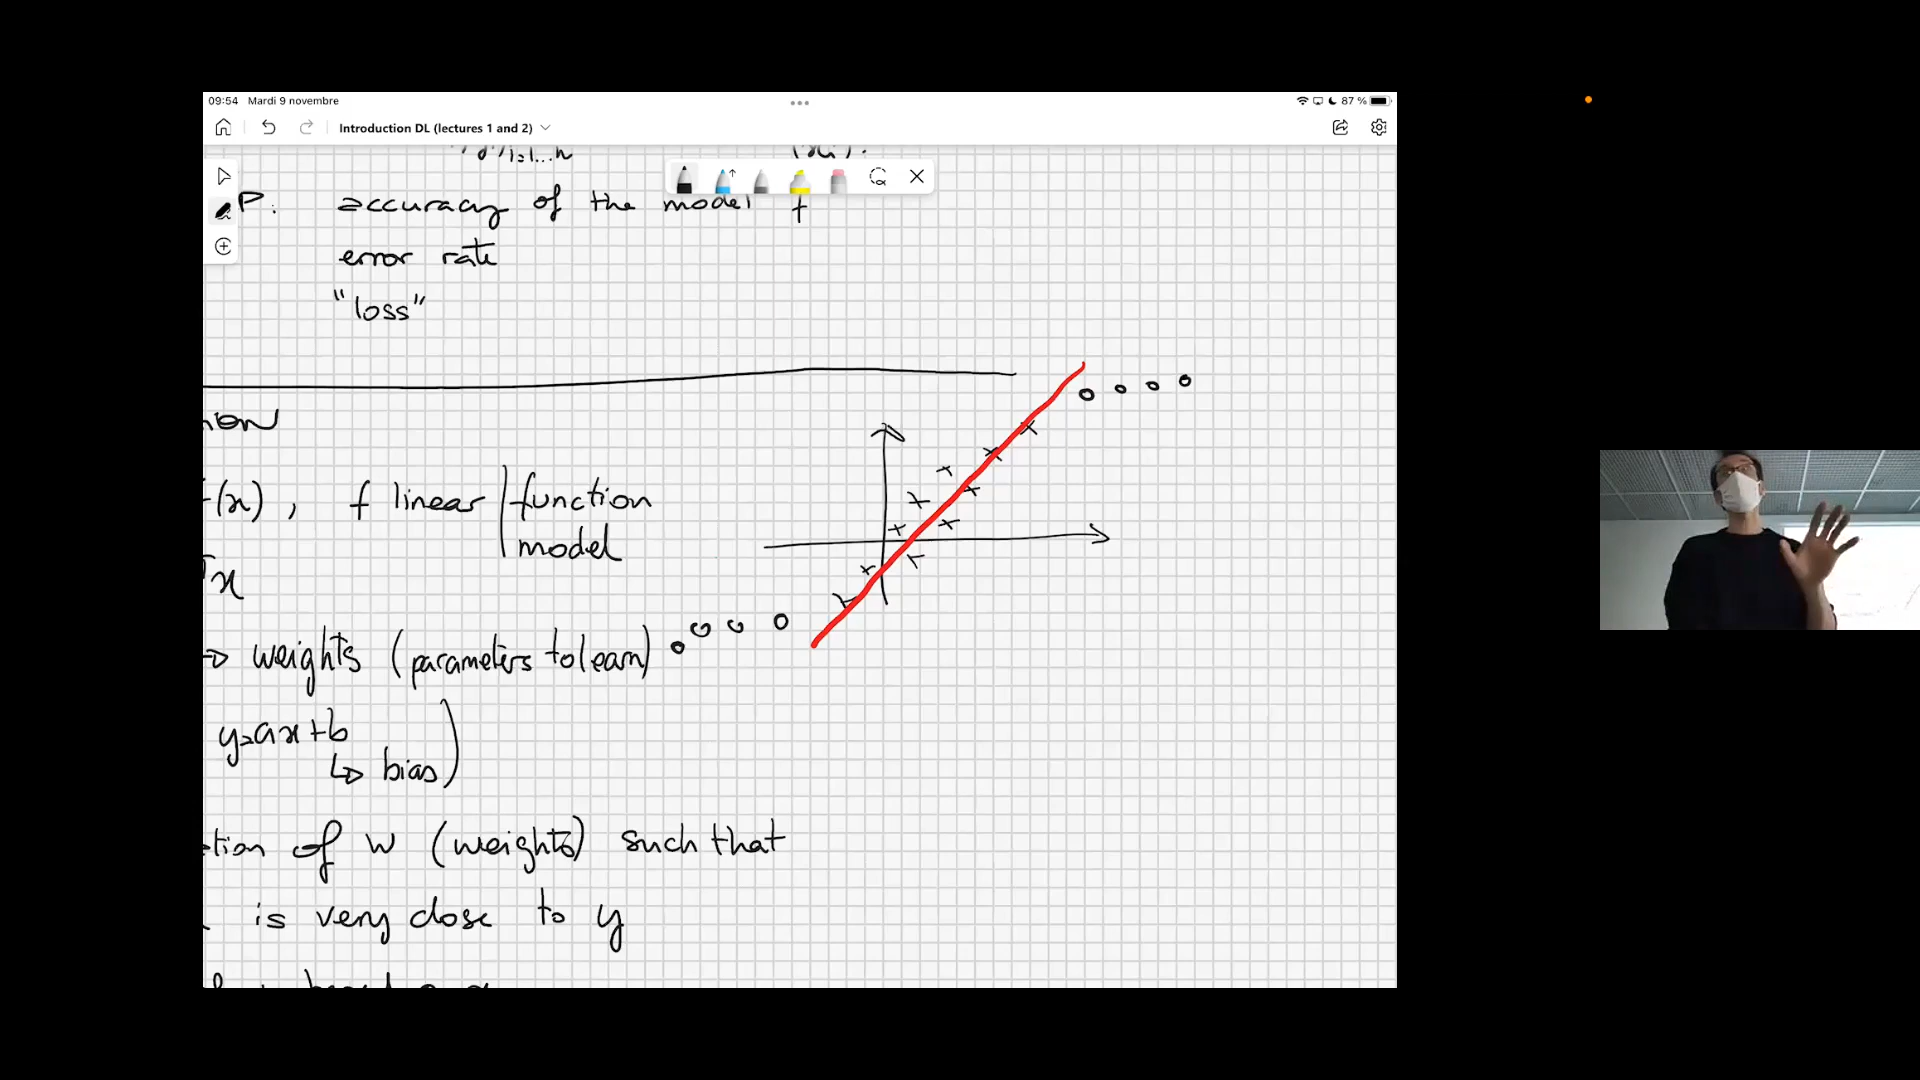 09:54 Mardi 9 novembre
87 %
Introduction DL (lectures 1 and 2)
i=1...n
P: accuracy of the model f
error rate
"loss"
f(x), f linear function
model
x
→ weights (parameters to learn)
y=ax+b
↳ bias)
of w (weights) such that
is very close to y